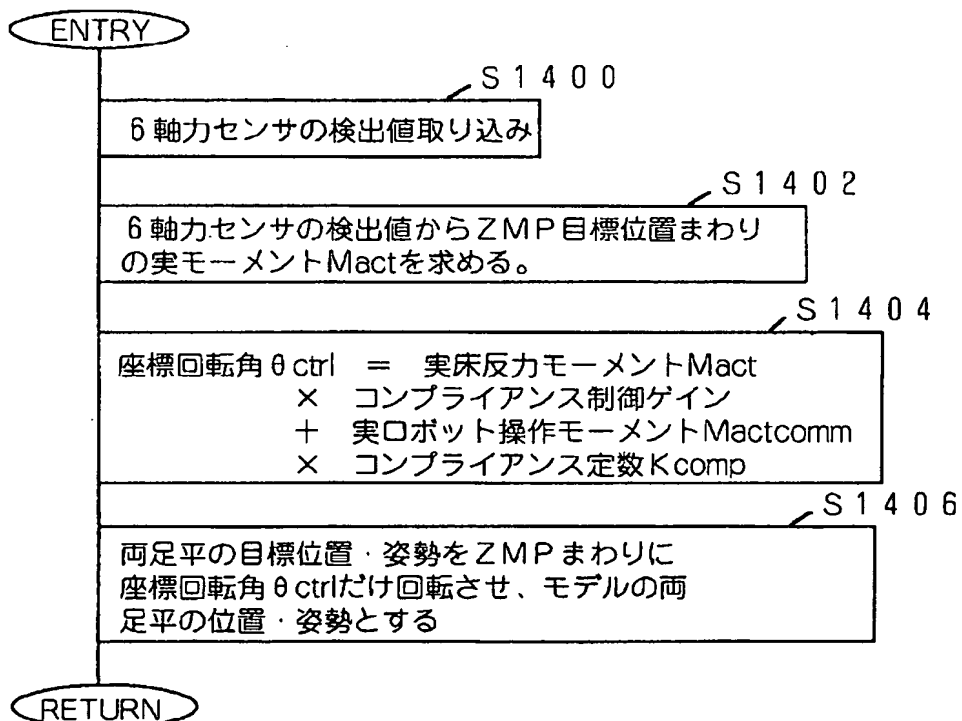 ENTRY
S1400
6軸力センサの検出値取り込み
S1402
6軸力センサの検出値からZMP目標位置まわり
の実モーメントMactを求める。
S1404
座標回転角θctrl ＝ 実床反力モーメントMact
× コンプライアンス制御ゲイン
＋ 実ロボット操作モーメントMactcomm
× コンプライアンス定数Kcomp
S1406
両足平の目標位置・姿勢をZMPまわりに
座標回転角θctrlだけ回転させ、モデルの両
足平の位置・姿勢とする
RETURN